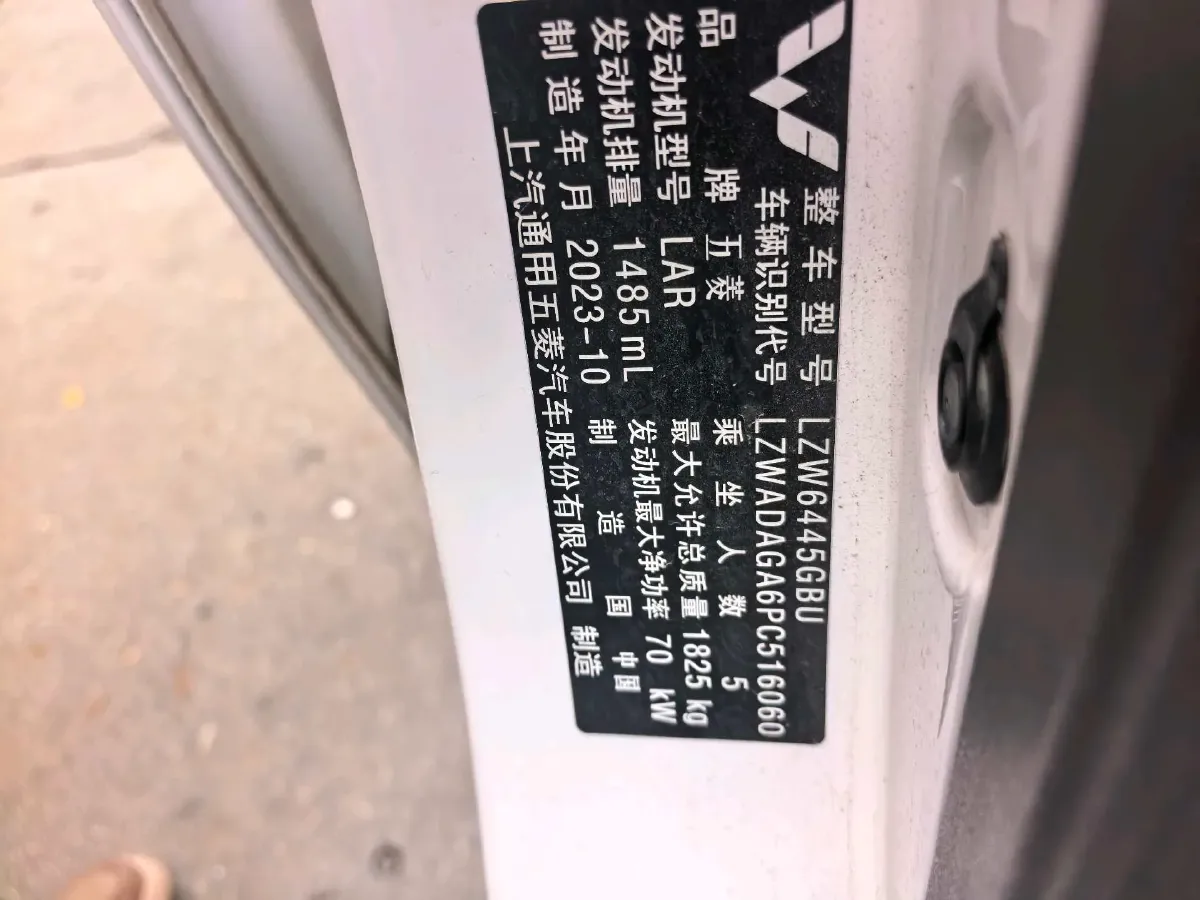 整车型号 LZW6445GBU
车辆识别代号 LZWADAGA6PC516060
品牌 五菱 乘坐人数 5
发动机型号 LAR 最大允许总质量 1825 kg
发动机排量 1485 mL 发动机最大净功率 70 kW
制造年月 2023-10 制造国 中国
上汽通用五菱汽车股份有限公司 制造